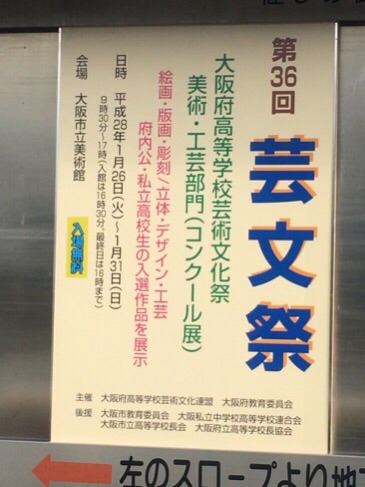 第36回
芸文祭
大阪府高等学校芸術文化祭
美術・工芸部門(コンクール展)
絵画・版画・彫刻/立体・デザイン・工芸
府内公・私立高校生の入選作品を展示
日時 平成28年1月26日(火)~1月31日(日)
9時30分~17時(入館は16時30分、最終日は16時まで)
会場 大阪市立美術館
入場無料
主催 大阪府高等学校芸術文化連盟 大阪府教育委員会
後援 大阪市教育委員会 大阪私立中学校高等学校連合会
大阪市立高等学校長会 大阪府立高等学校長協会
左のスロープより地